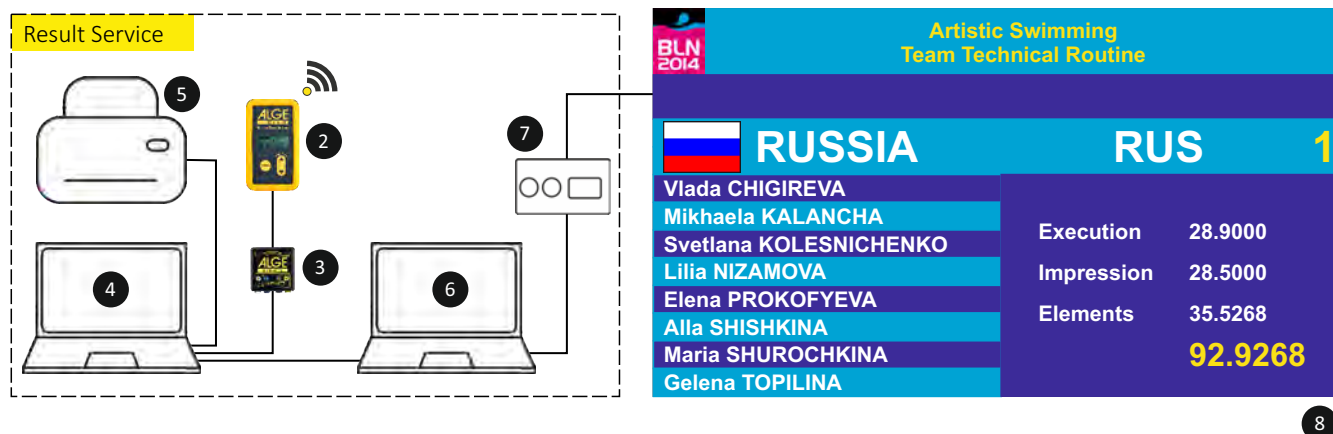 Result Service
5
ALGE
2
7
ALGE
3
4
6
BLN
2014
Artistic Swimming
Team Technical Routine
RUSSIA
RUS
1
Vlada CHIGIREVA
Mikhaela KALANCHA
Svetlana KOLESNICHENKO
Lilia NIZAMOVA
Elena PROKOFYEVA
Alla SHISHKINA
Maria SHUROCHKINA
Gelena TOPILINA
Execution 28.9000
Impression 28.5000
Elements 35.5268
92.9268
8